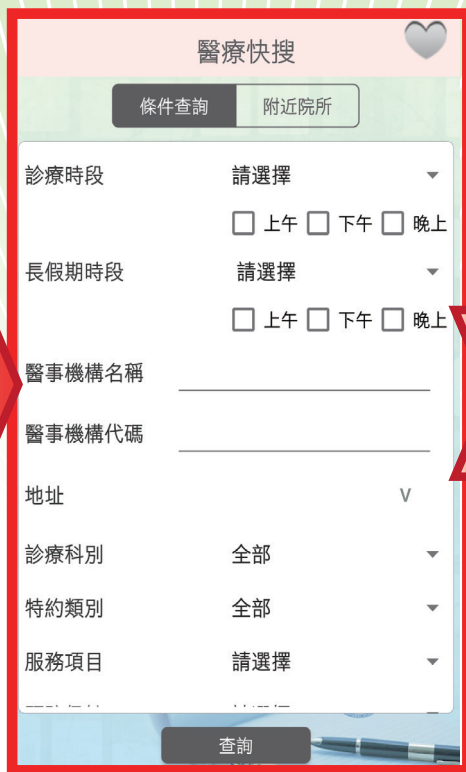 醫療快搜
條件查詢 附近院所
診療時段 請選擇
上午 下午 晚上
長假期時段 請選擇
上午 下午 晚上
醫事機構名稱
醫事機構代碼
地址 V
診療科別 全部
特約類別 全部
服務項目 請選擇
查詢